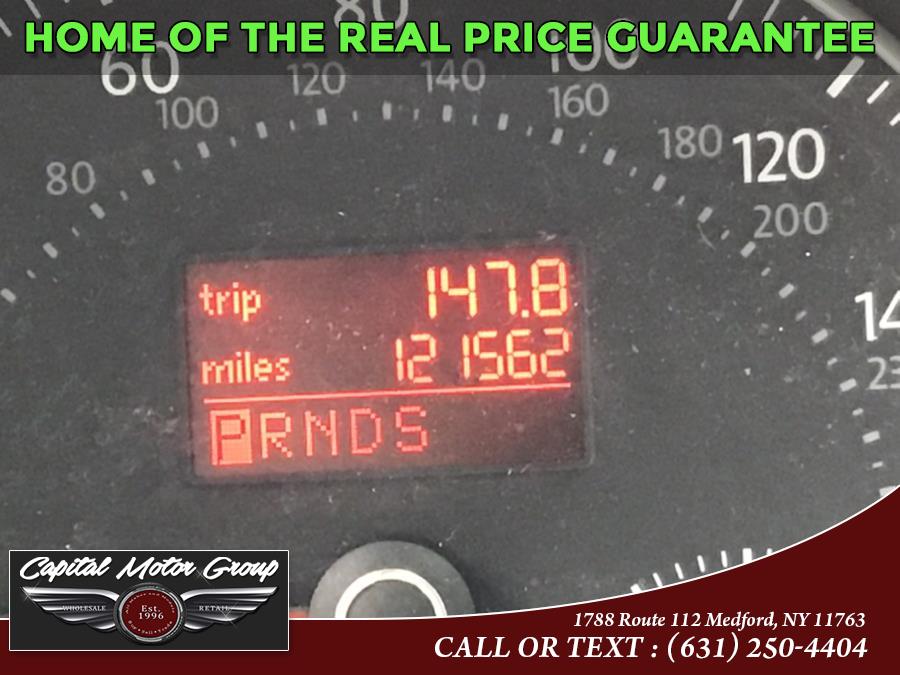 HOME OF THE REAL PRICE GUARANTEE
60
80
100
120
80
100
120
140
160
180
200
trip 147.8
miles 121562
PRNDS
Capital Motor Group
WHOLESALE
Est.
1996
RETAIL
1788 Route 112 Medford, NY 11763
CALL OR TEXT : (631) 250-4404